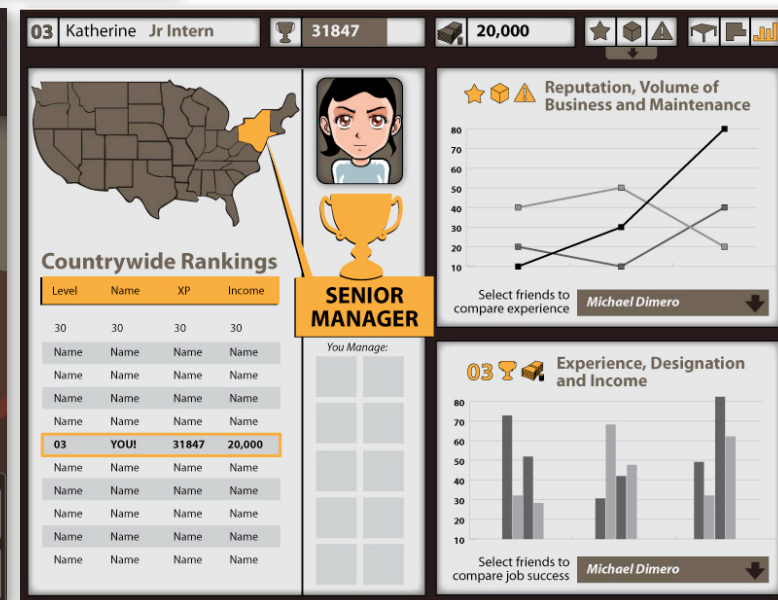 03 Katherine Jr Intern 31847 20,000
Countrywide Rankings
Level Name XP Income
30 30 30 30
Name Name Name Name
Name Name Name Name
Name Name Name Name
Name Name Name Name
03 YOU! 31847 20,000
Name Name Name Name
Name Name Name Name
Name Name Name Name
Name Name Name Name
Name Name Name Name
SENIOR
MANAGER
You Manage:
Reputation, Volume of
Business and Maintenance
80
70
60
50
40
30
20
10
Select friends to
compare experience
Michael Dimero
03 Experience, Designation
and Income
80
70
60
50
40
30
20
10
Select friends to
compare job success
Michael Dimero